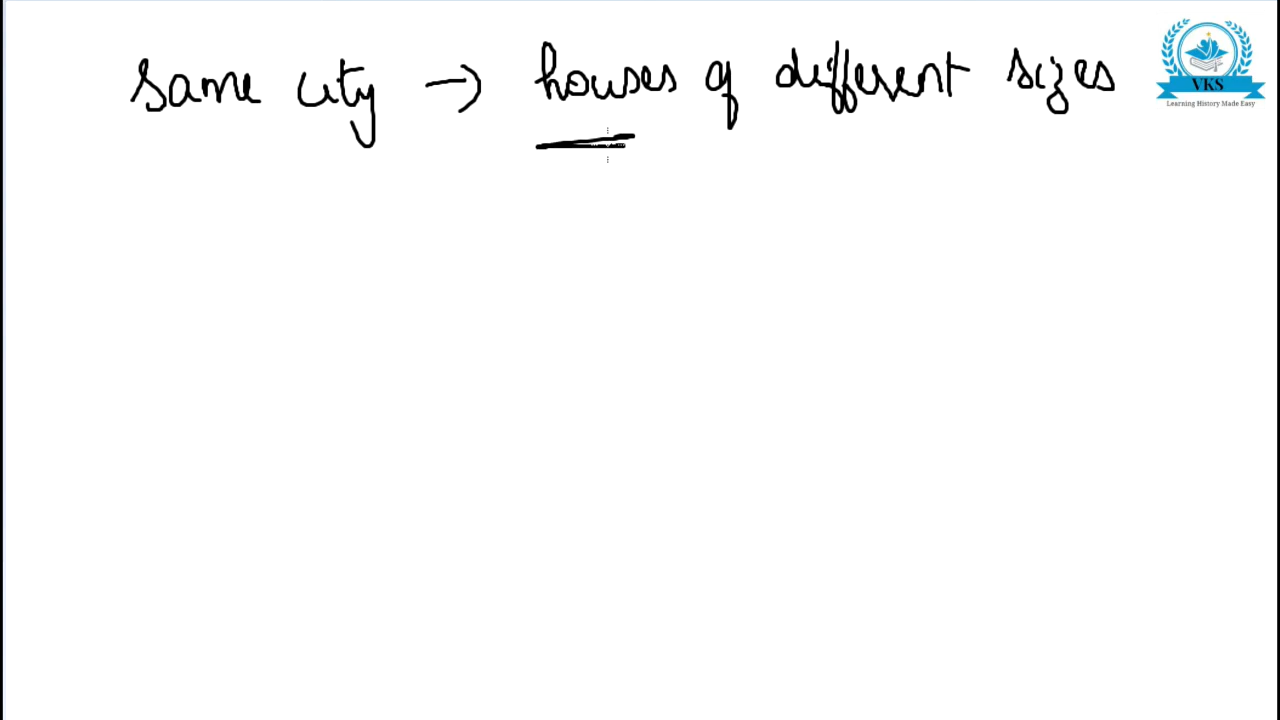 same city → houses of different sizes
VKS
Learning History Made Easy